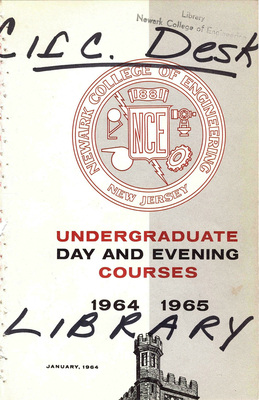 Library
Newark College of Engineering
Circ. Desk
NEWARK COLLEGE OF ENGINEERING
1881
NCE
NEW JERSEY
UNDERGRADUATE
DAY AND EVENING
COURSES
1964 1965
LIBRARY
JANUARY, 1964